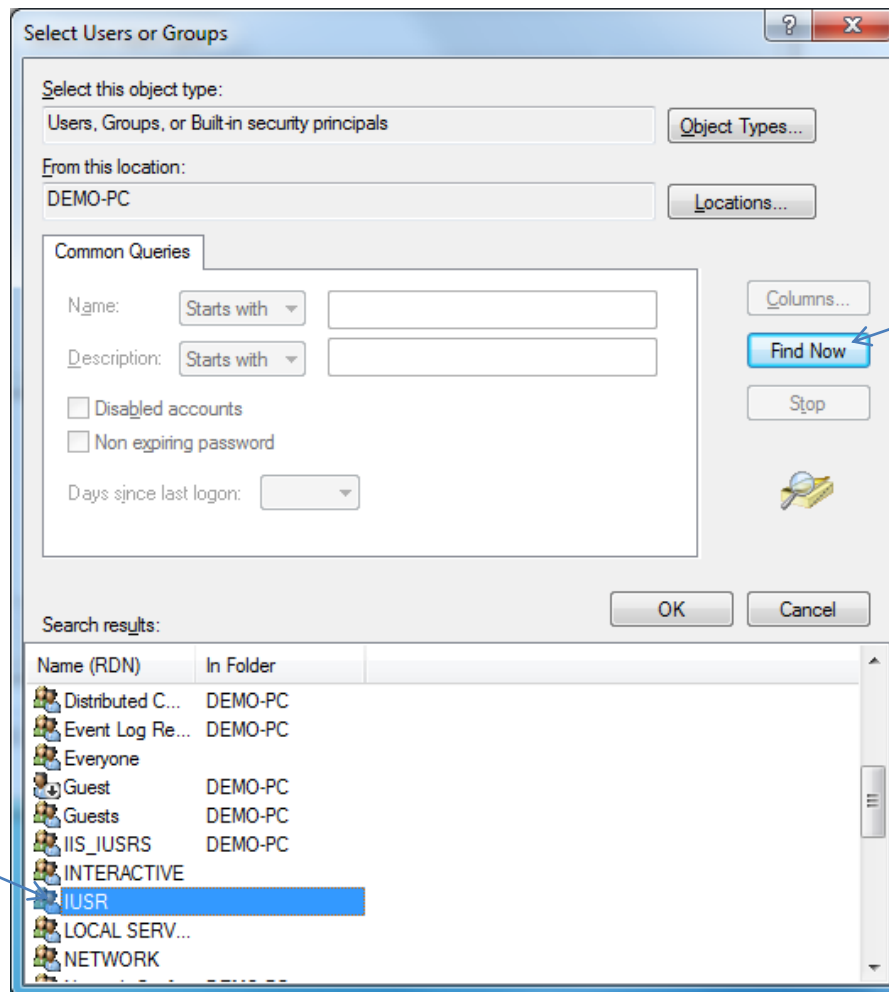 Select Users or Groups
Select this object type:
Users, Groups, or Built-in security principals
Object Types...
From this location:
DEMO-PC
Locations...
Common Queries
Name: Starts with
Columns...
Description: Starts with
Find Now
Disabled accounts
Stop
Non expiring password
Days since last logon:
OK Cancel
Search results:
Name (RDN) In Folder
Distributed C... DEMO-PC
Event Log Re... DEMO-PC
Everyone
Guest DEMO-PC
Guests DEMO-PC
IIS_IUSRS DEMO-PC
INTERACTIVE
IUSR
LOCAL SERV...
NETWORK